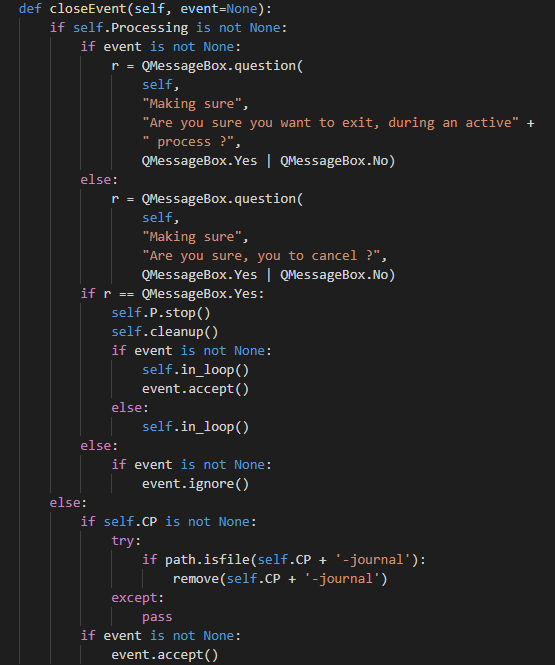 def closeEvent(self, event=None):
    if self.Processing is not None:
        if event is not None:
            r = QMessageBox.question(
                self,
                "Making sure",
                "Are you sure you want to exit, during an active" +
                " process ?",
                QMessageBox.Yes | QMessageBox.No)
        else:
            r = QMessageBox.question(
                self,
                "Making sure",
                "Are you sure, you to cancel ?",
                QMessageBox.Yes | QMessageBox.No)
        if r == QMessageBox.Yes:
            self.P.stop()
            self.cleanup()
            if event is not None:
                self.in_loop()
                event.accept()
            else:
                self.in_loop()
        else:
            if event is not None:
                event.ignore()
    else:
        if self.CP is not None:
            try:
                if path.isfile(self.CP + '-journal'):
                    remove(self.CP + '-journal')
            except:
                pass
        if event is not None:
            event.accept()